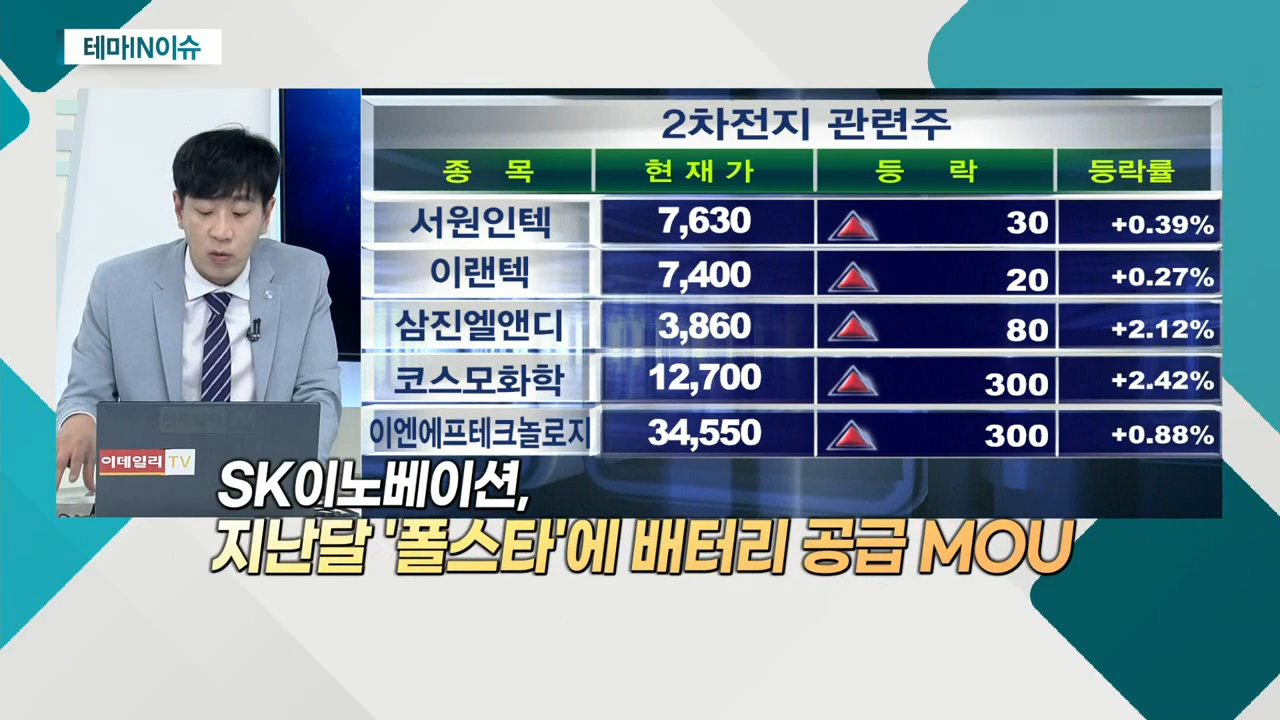 테마IN이슈
2차전지 관련주
종 목 현재가 등 락 등락률
서원인텍 7,630 ▲ 30 +0.39%
이랜텍 7,400 ▲ 20 +0.27%
삼진엘앤디 3,860 ▲ 80 +2.12%
코스모화학 12,700 ▲ 300 +2.42%
이엔에프테크놀로지 34,550 ▲ 300 +0.88%
이데일리TV
SK이노베이션,
지난달 '폴스타'에 배터리 공급 MOU